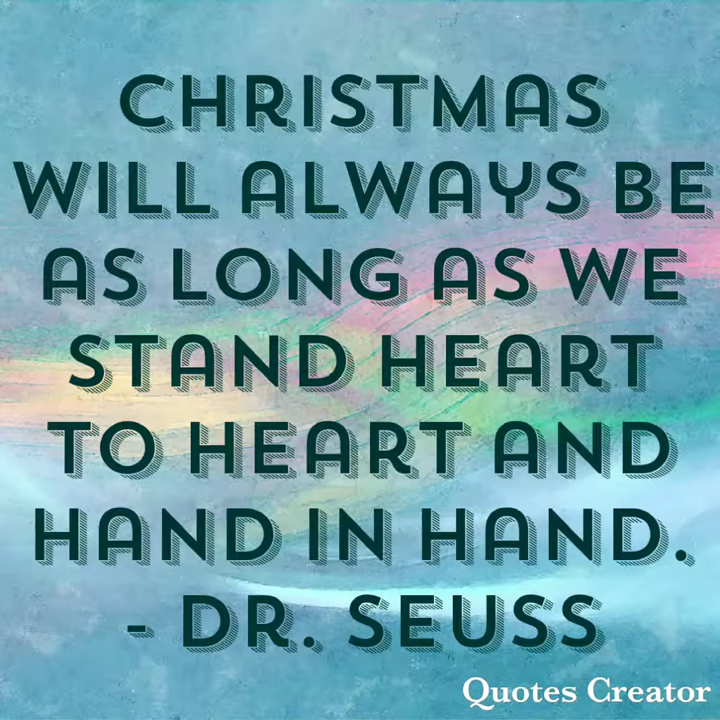 CHRISTMAS
WILL ALWAYS BE
AS LONG AS WE
STAND HEART
TO HEART AND
HAND IN HAND.
- DR. SEUSS
Quotes Creator